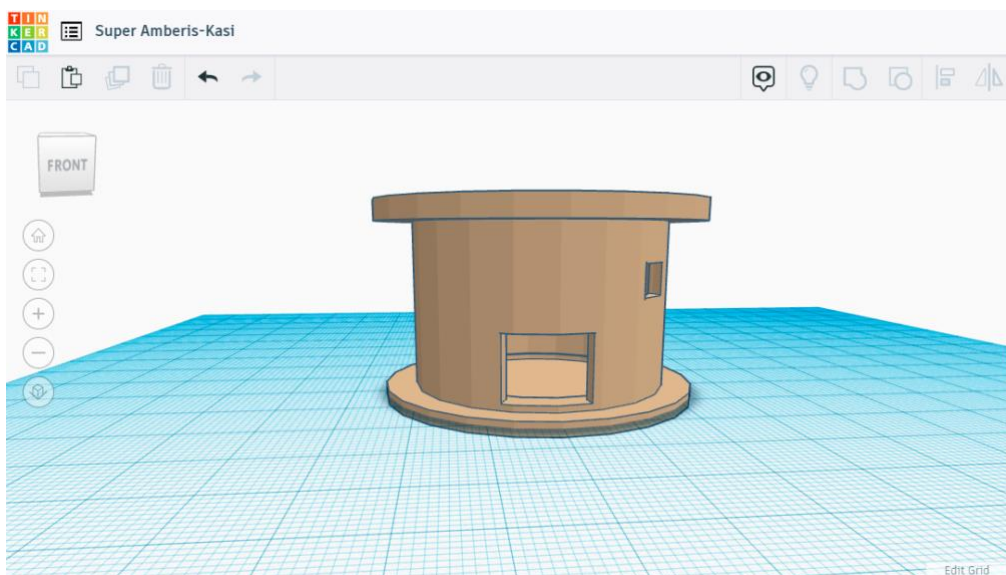 TIN
KER
CAD
Super Amberis-Kasi
FRONT
Edit Grid